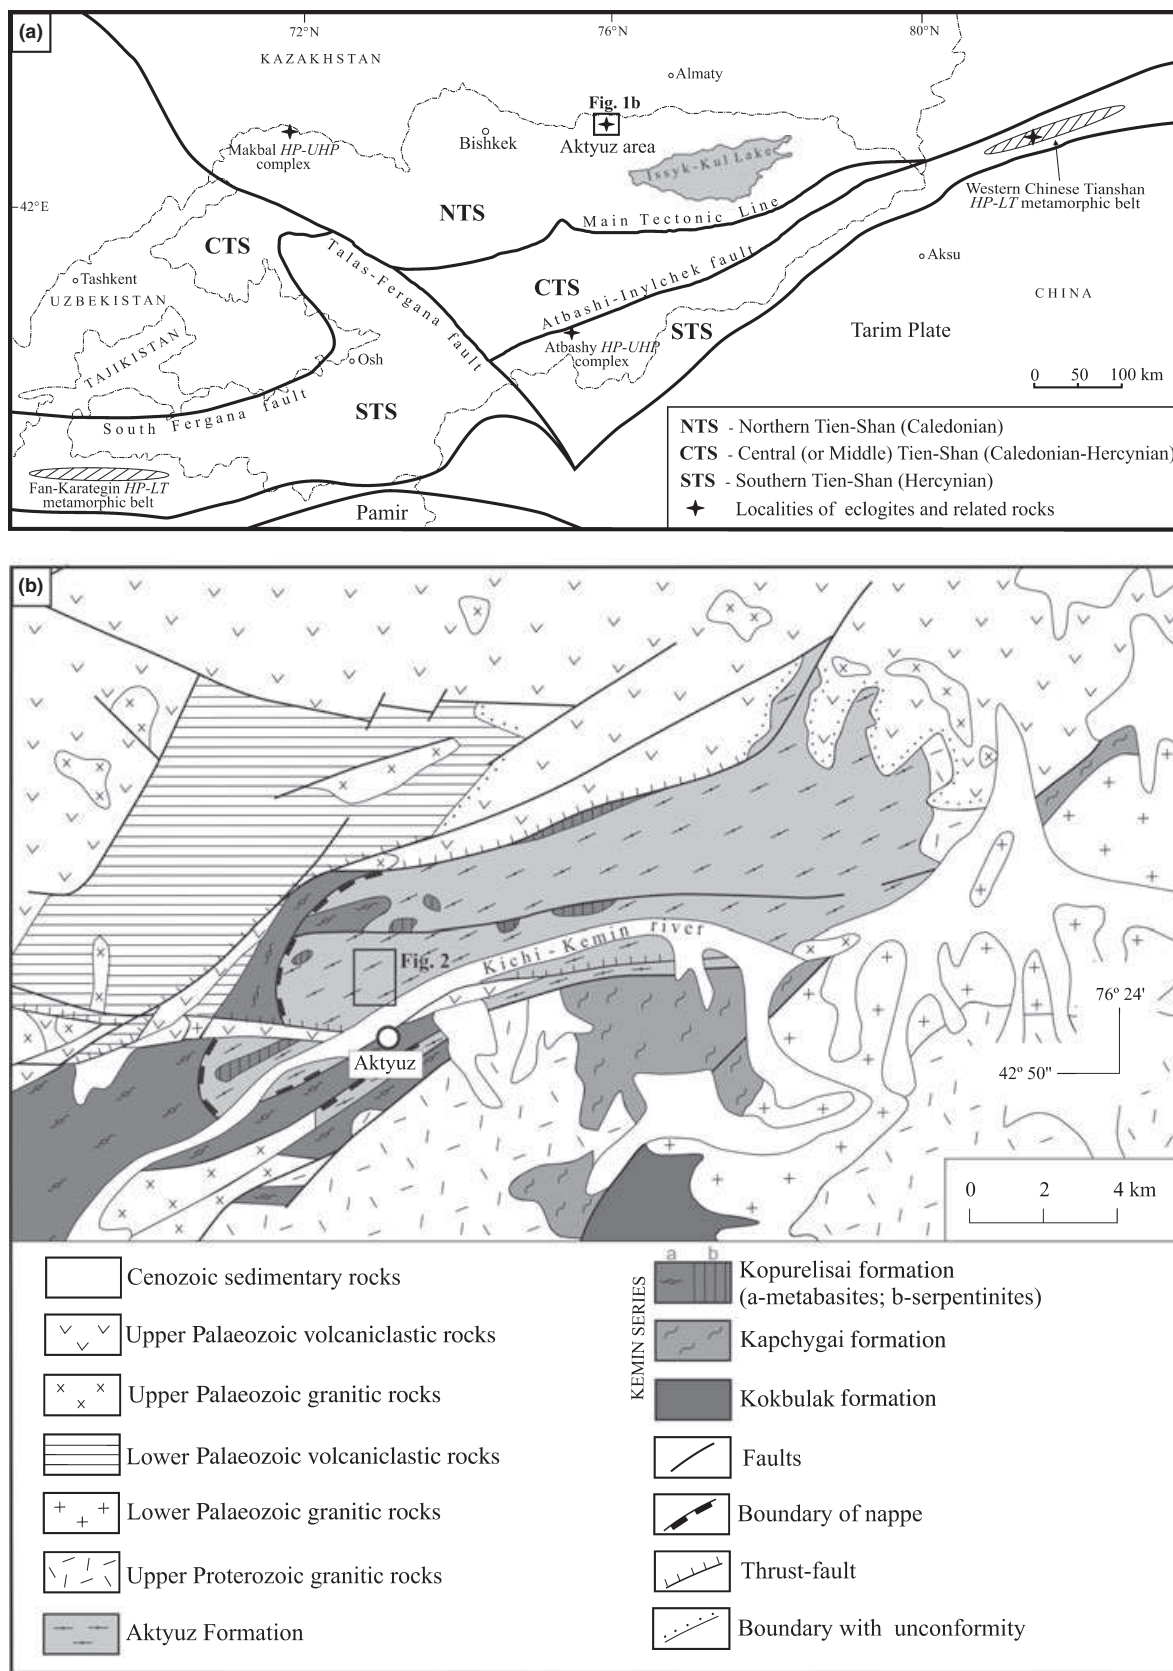 (a)
72°N
76°N
80°N
KAZAKHSTAN
Almaty
Fig. 1b
Bishkek
Aktyuz area
Makbal HP-UHP
complex
Issyk-Kul Lake
Western Chinese Tianshan
HP-LT metamorphic belt
42°E
NTS
Main Tectonic Line
CTS
Talas-Fergana fault
Aksu
Tashkent
UZBEKISTAN
CTS
Atbashi-Inylchek fault
CHINA
TAJIKISTAN
Atbashy HP-UHP
complex
STS
Tarim Plate
Osh
0 50 100 km
South Fergana fault
STS
Fan-Karategin HP-LT
metamorphic belt
Pamir
NTS - Northern Tien-Shan (Caledonian)
CTS - Central (or Middle) Tien-Shan (Caledonian-Hercynian)
STS - Southern Tien-Shan (Hercynian)
Localities of eclogites and related rocks
(b)
Kichi-Kemin river
Fig. 2
76° 24'
Aktyuz
42° 50"
0 2 4 km
Cenozoic sedimentary rocks
Upper Palaeozoic volcaniclastic rocks
Upper Palaeozoic granitic rocks
Lower Palaeozoic volcaniclastic rocks
Lower Palaeozoic granitic rocks
Upper Proterozoic granitic rocks
Aktyuz Formation
KEMIN SERIES
a b
Kopurelisai formation
(a-metabasites; b-serpentinites)
Kapchygai formation
Kokbulak formation
Faults
Boundary of nappe
Thrust-fault
Boundary with unconformity